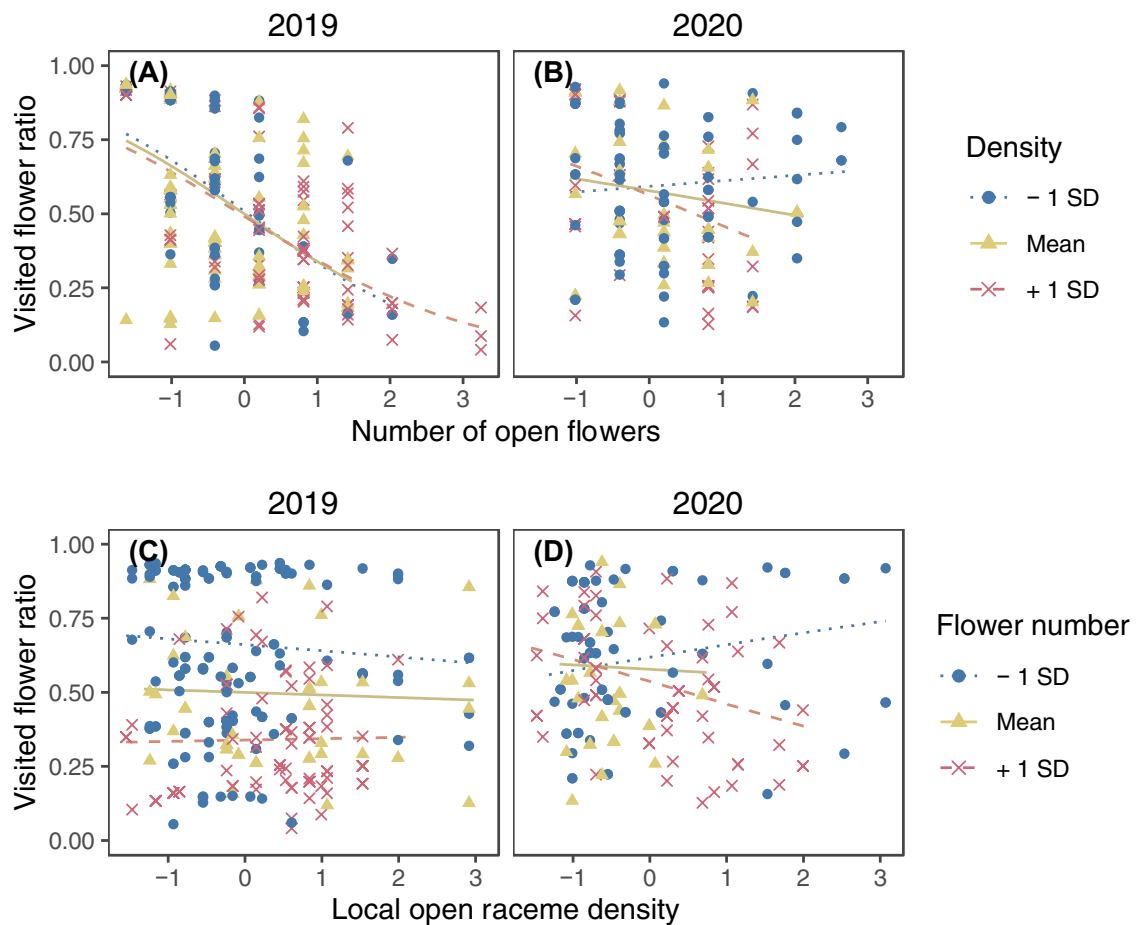 2019 2020
(A) (B)
1.00
0.75
0.50
0.25
0.00
Visited flower ratio
−1 0 1 2 3 −1 0 1 2 3
Number of open flowers
Density
− 1 SD
Mean
+ 1 SD
2019 2020
(C) (D)
1.00
0.75
0.50
0.25
0.00
Visited flower ratio
−1 0 1 2 3 −1 0 1 2 3
Local open raceme density
Flower number
− 1 SD
Mean
+ 1 SD